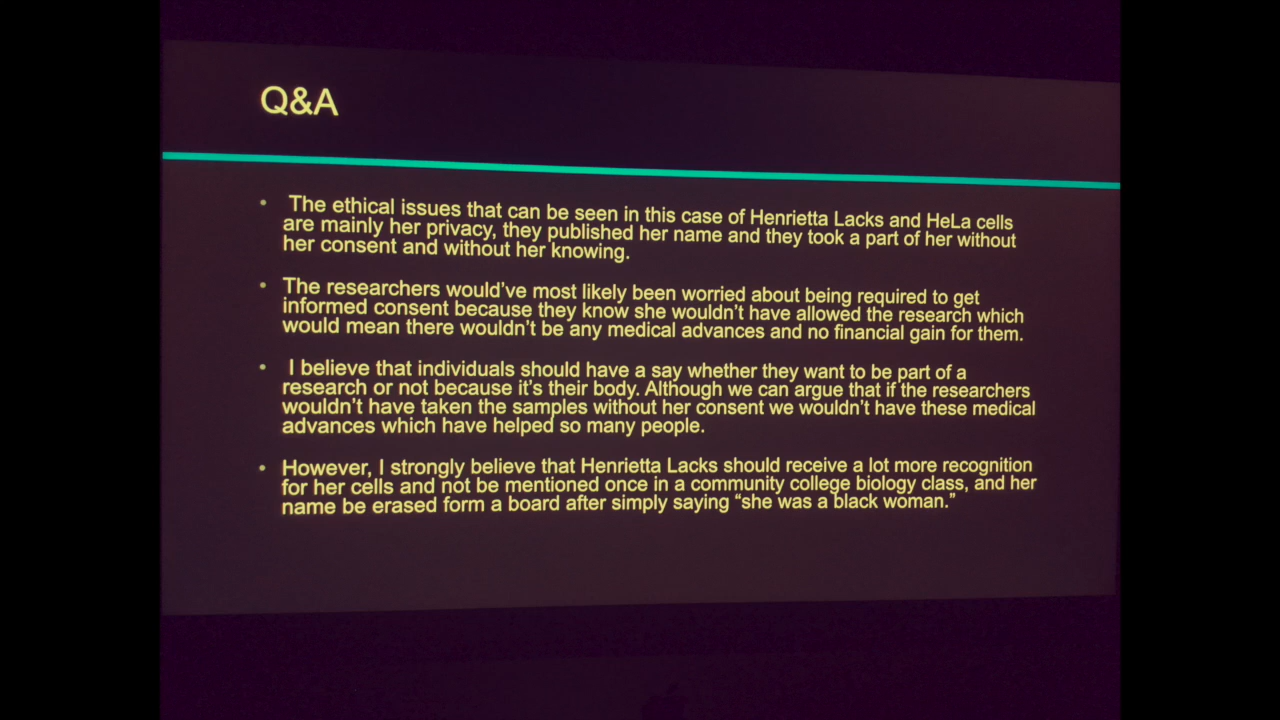 Q&A
• The ethical issues that can be seen in this case of Henrietta Lacks and HeLa cells
are mainly her privacy, they published her name and they took a part of her without
her consent and without her knowing.
• The researchers would’ve most likely been worried about being required to get
informed consent because they know she wouldn’t have allowed the research which
would mean there wouldn’t be any medical advances and no financial gain for them.
• I believe that individuals should have a say whether they want to be part of a
research or not because it’s their body. Although we can argue that if the researchers
wouldn’t have taken the samples without her consent we wouldn’t have these medical
advances which have helped so many people.
• However, I strongly believe that Henrietta Lacks should receive a lot more recognition
for her cells and not be mentioned once in a community college biology class, and her
name be erased form a board after simply saying “she was a black woman.”